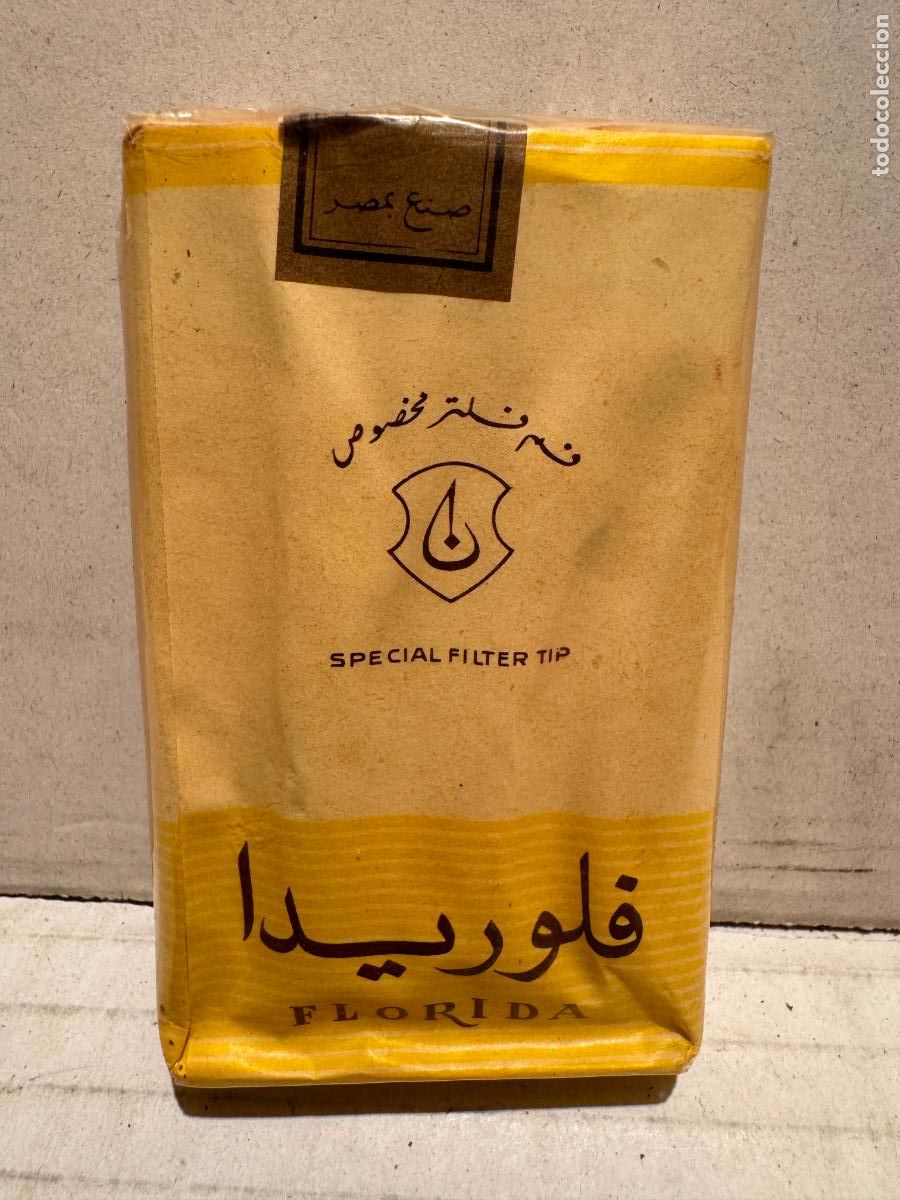 صنع بمصر
فم فلتر مخصوص
SPECIAL FILTER TIP
فلوريدا
FLORIDA
todocoleccion